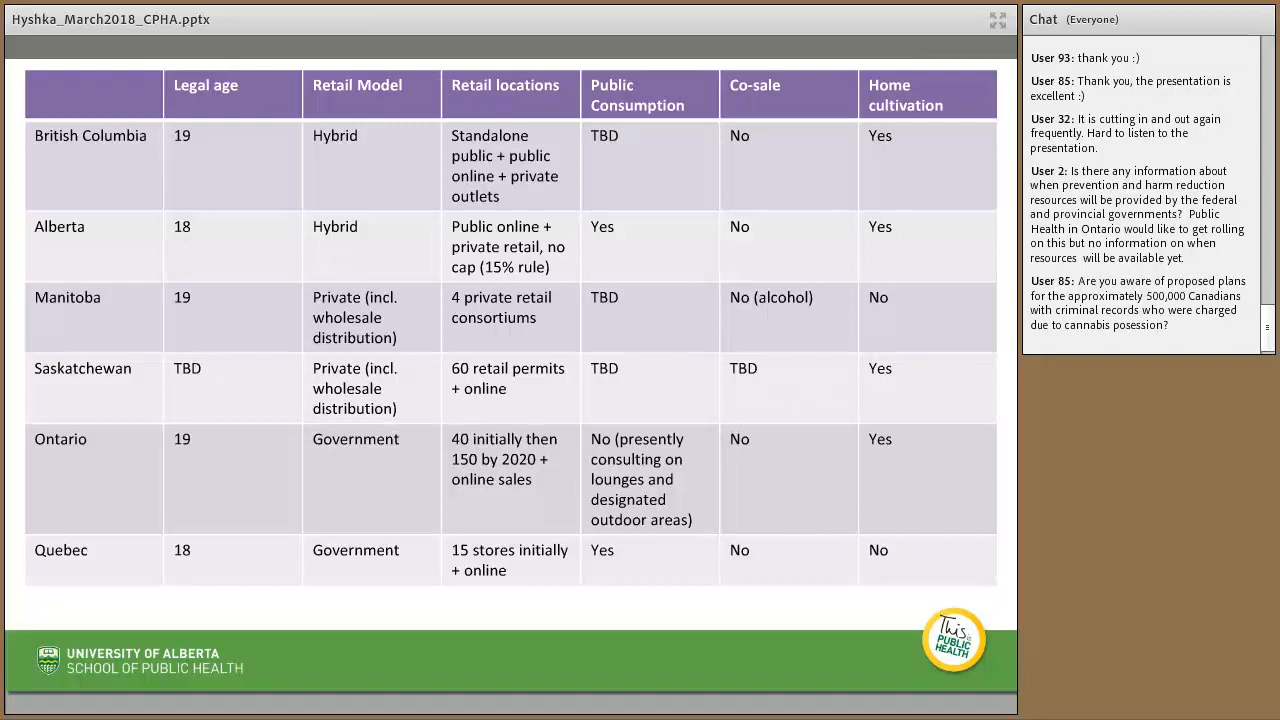 Hyshka_March2018_CPHA.pptx
Legal age
Retail Model
Retail locations
Public
Consumption
Co-sale
Home
cultivation
British Columbia
19
Hybrid
Standalone
public + public
online + private
outlets
TBD
No
Yes
Alberta
18
Hybrid
Public online +
private retail, no
cap (15% rule)
Yes
No
Yes
Manitoba
19
Private (incl.
wholesale
distribution)
4 private retail
consortiums
TBD
No (alcohol)
No
Saskatchewan
TBD
Private (incl.
wholesale
distribution)
60 retail permits
+ online
TBD
TBD
Yes
Ontario
19
Government
40 initially then
150 by 2020 +
online sales
No (presently
consulting on
lounges and
designated
outdoor areas)
No
Yes
Quebec
18
Government
15 stores initially
+ online
Yes
No
No
UNIVERSITY OF ALBERTA
SCHOOL OF PUBLIC HEALTH
This
is
PUBLIC
HEALTH
Chat (Everyone)
User 93: thank you :)
User 85: Thank you, the presentation is
excellent :)
User 32: It is cutting in and out again
frequently. Hard to listen to the
presentation.
User 2: Is there any information about
when prevention and harm reduction
resources will be provided by the federal
and provincial governments? Public
Health in Ontario would like to get rolling
on this but no information on when
resources will be available yet.
User 85: Are you aware of proposed plans
for the approximately 500,000 Canadians
with criminal records who were charged
due to cannabis posession?